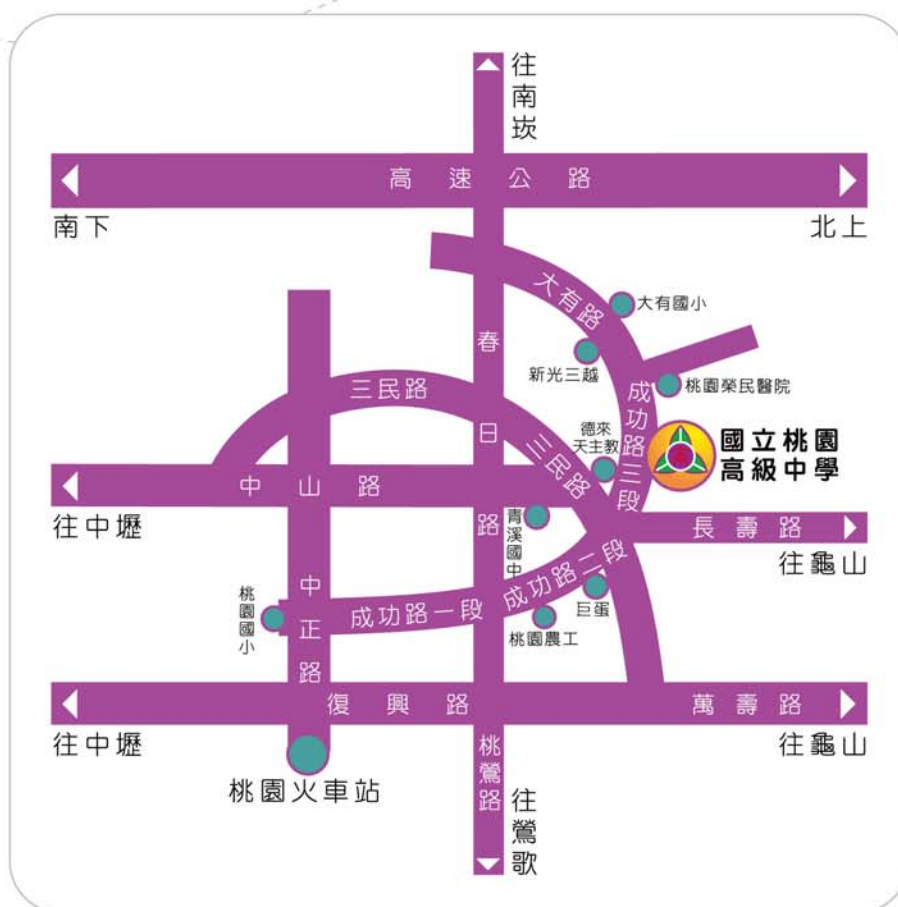 往南崁
高速公路
南下
北上
大有路
大有國小
春日路
新光三越
三民路
成功路三段
桃園榮民醫院
德來
天主教
三民路
國立桃園
高級中學
中山路
往中壢
青溪國中
長壽路
往龜山
中正路
桃園國小
成功路一段
成功路二段
巨蛋
桃園農工
復興路
萬壽路
往中壢
往龜山
桃鶯路
桃園火車站
往鶯歌